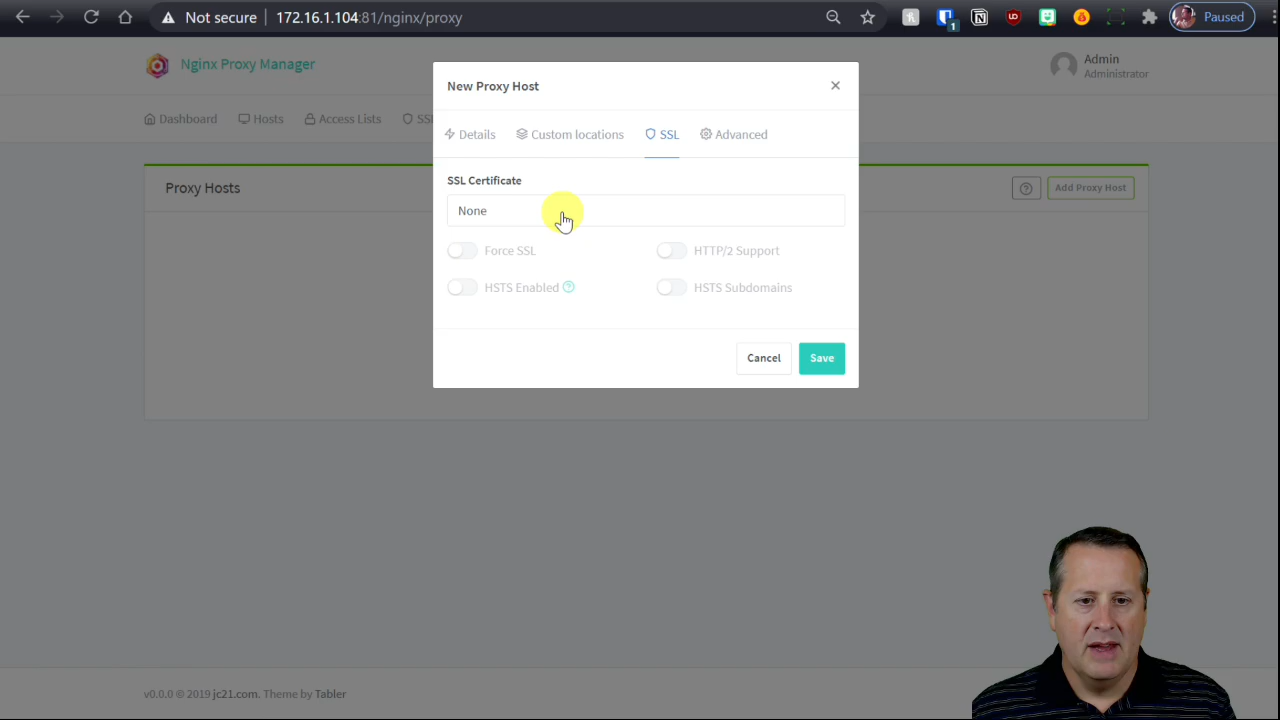 Not secure
172.16.1.104:81/nginx/proxy
1
Paused
Nginx Proxy Manager
Admin
Administrator
Dashboard
Hosts
Access Lists
SS
New Proxy Host
×
Details
Custom locations
SSL
Advanced
Proxy Hosts
Add Proxy Host
SSL Certificate
None
Force SSL
HTTP/2 Support
HSTS Enabled
HSTS Subdomains
Cancel
Save
v0.0.0 © 2019 jc21.com. Theme by Tabler